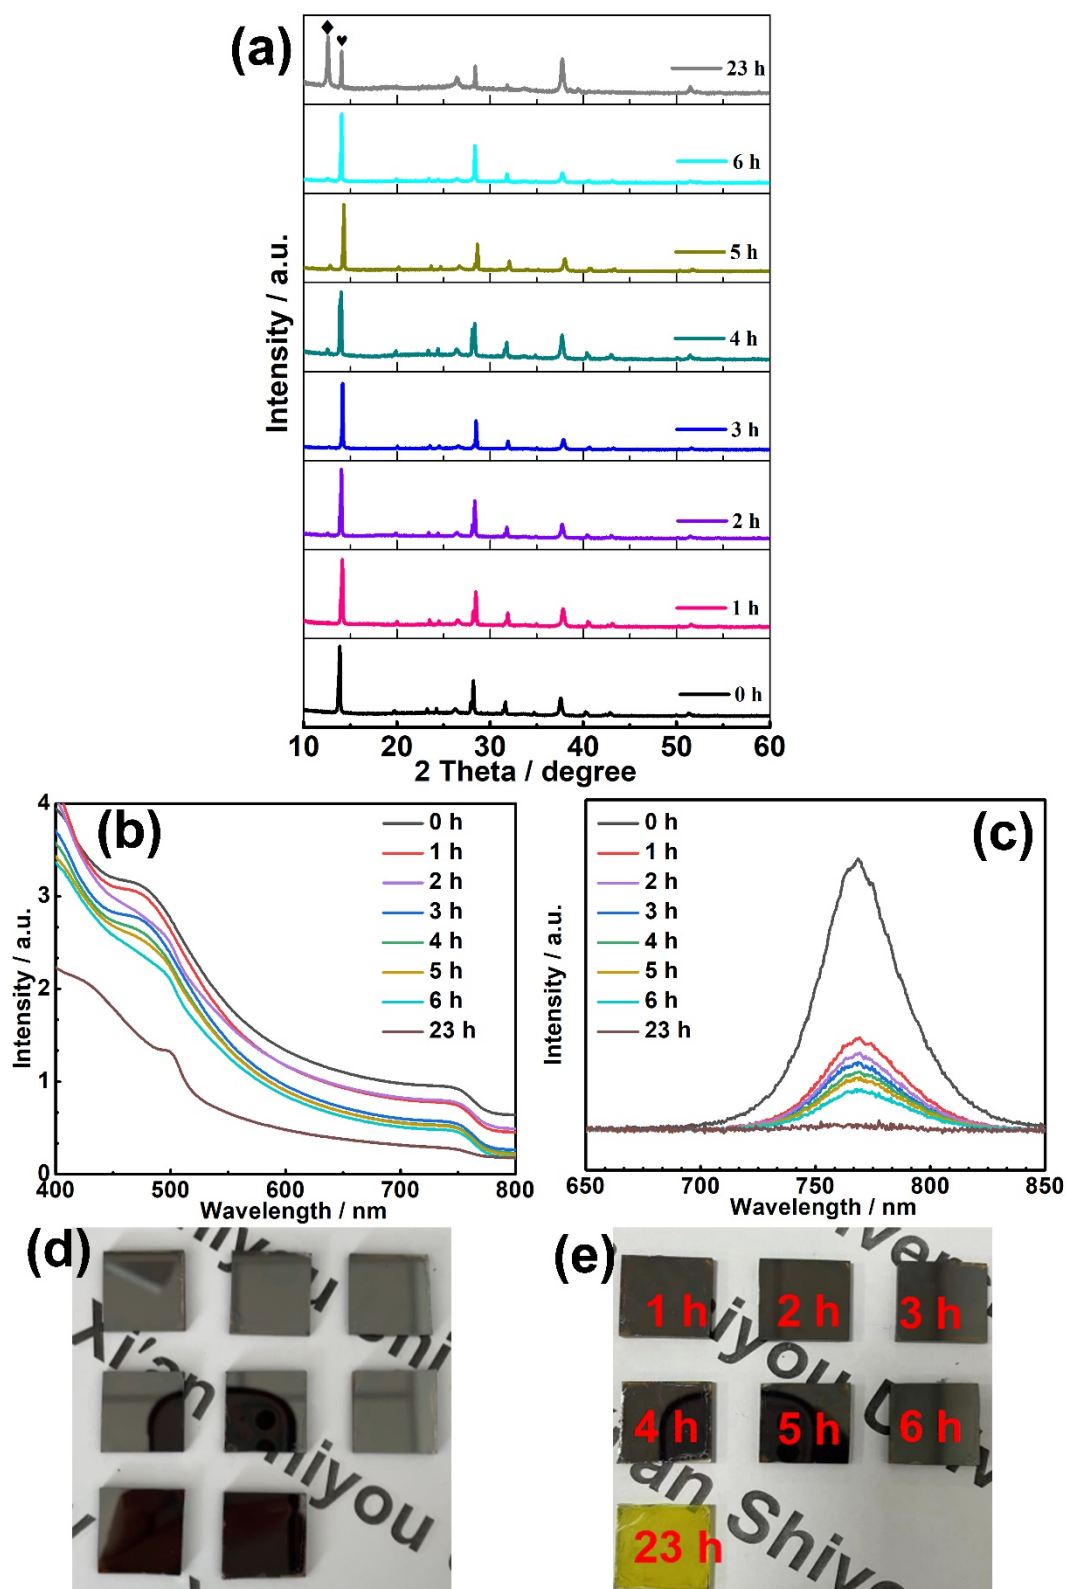 (a)
♦ ♥
23 h
6 h
5 h
4 h
3 h
2 h
1 h
0 h
Intensity / a.u.
10 20 30 40 50 60
2 Theta / degree
(b)
4
3
2
1
0
Intensity / a.u.
0 h
1 h
2 h
3 h
4 h
5 h
6 h
23 h
400 500 600 700 800
Wavelength / nm
(c)
Intensity / a.u.
0 h
1 h
2 h
3 h
4 h
5 h
6 h
23 h
650 700 750 800 850
Wavelength / nm
(d)
Xi'an
(e)
1 h 2 h 3 h
4 h 5 h 6 h
23 h